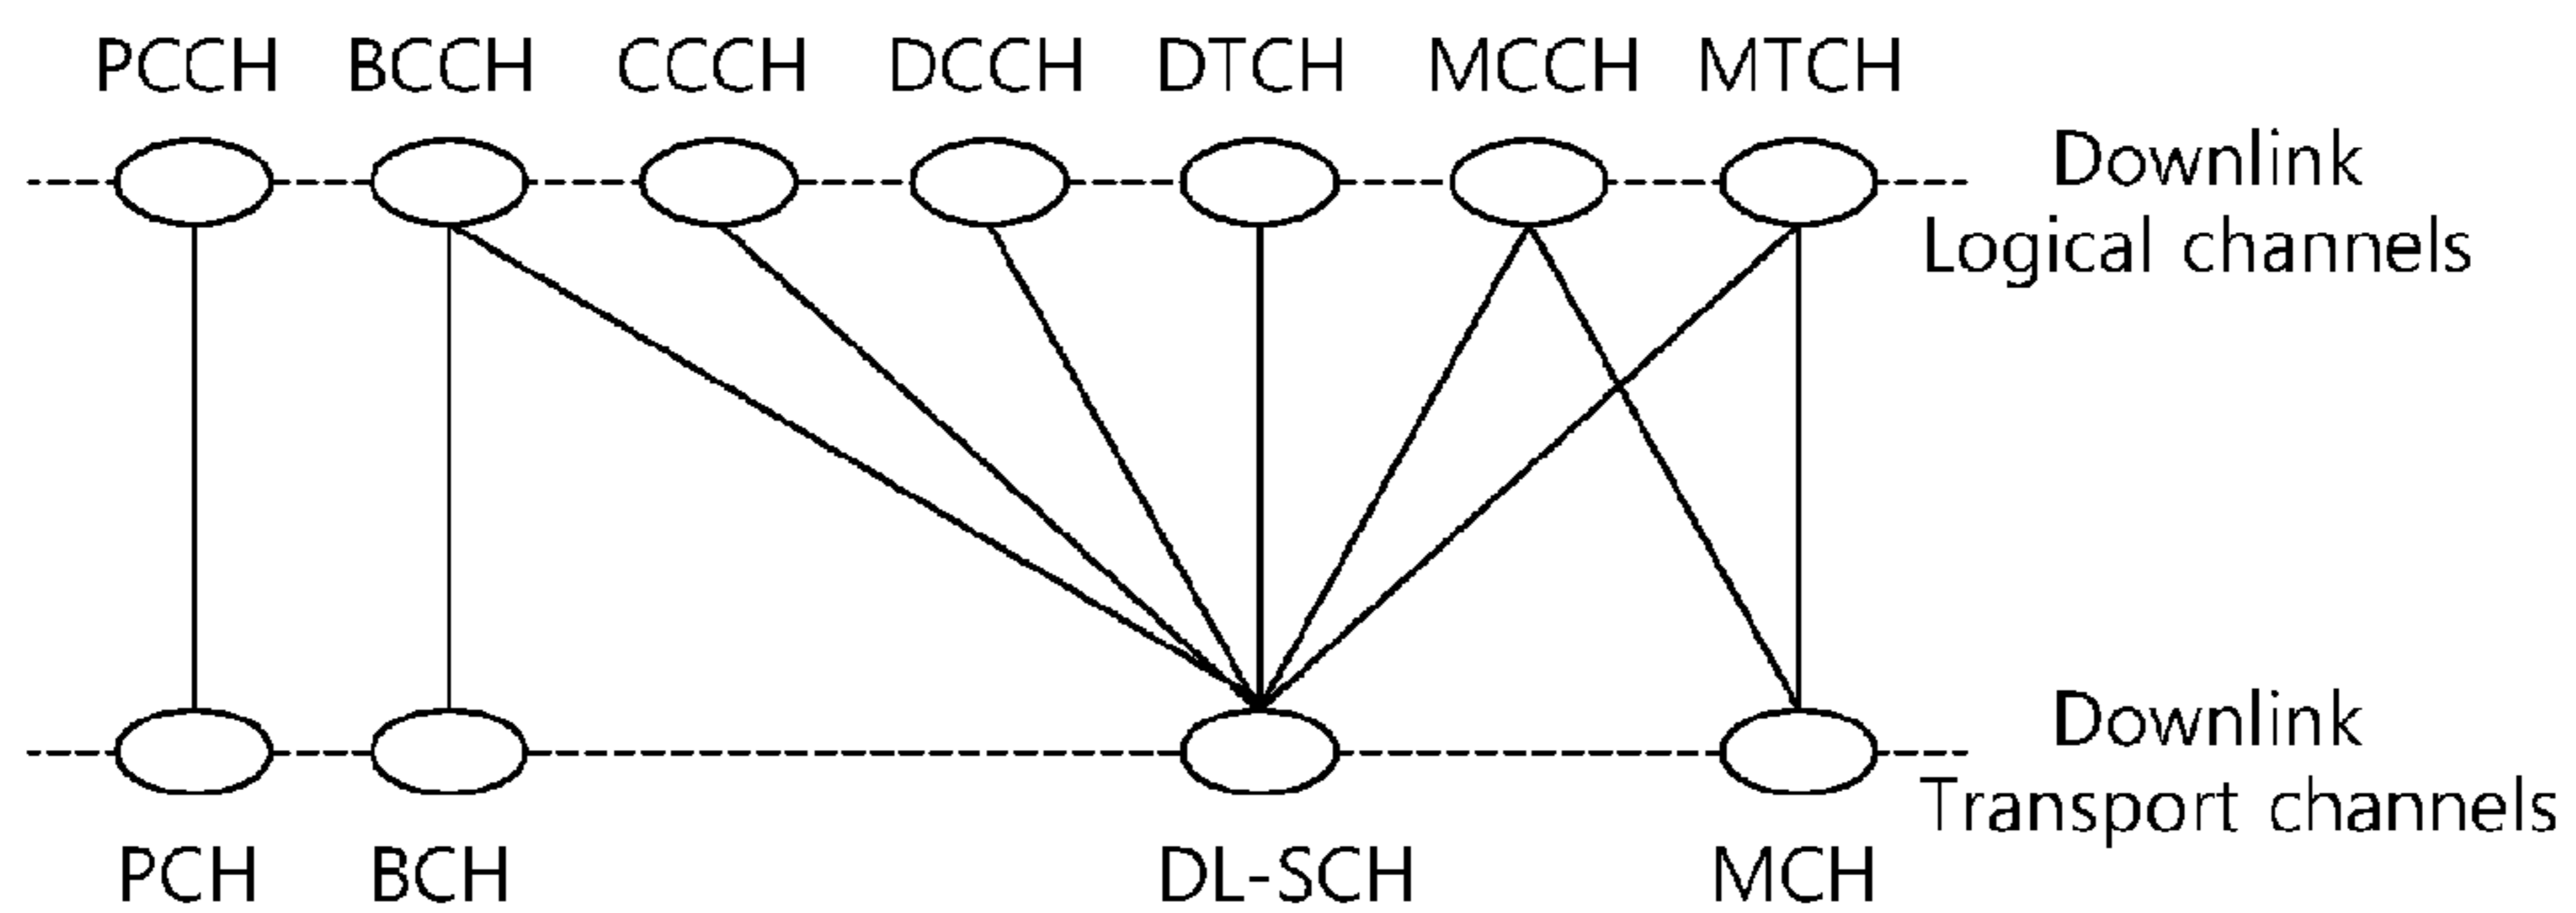 PCCH BCCH CCCH DCCH DTCH MCCH MTCH
Downlink
Logical channels
Downlink
Transport channels
PCH BCH DL-SCH MCH